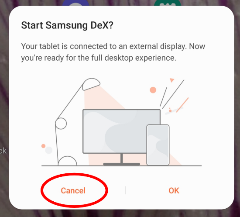 Start Samsung DeX?
Your tablet is connected to an external display. Now
you're ready for the full desktop experience.
Cancel
OK